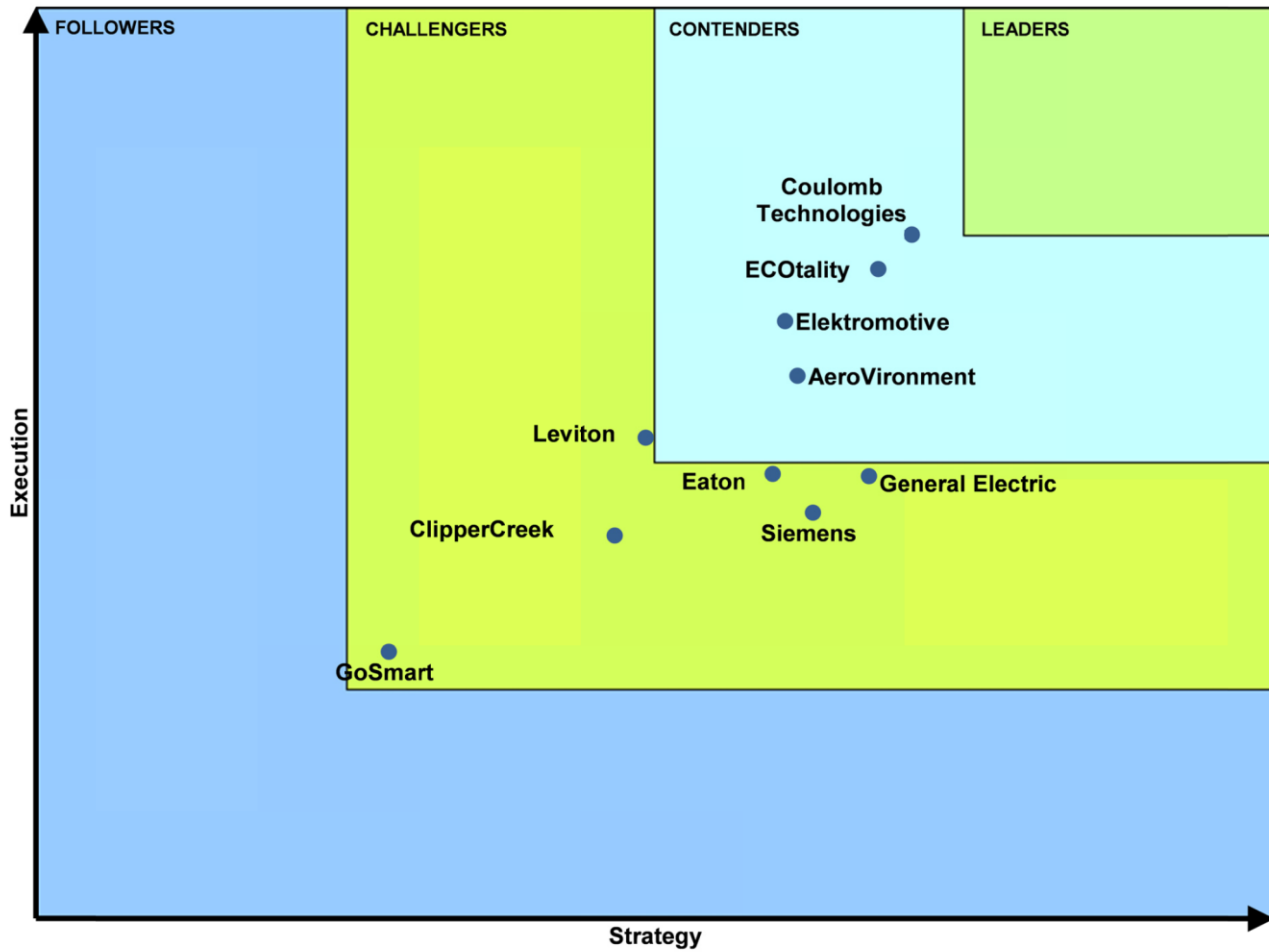 FOLLOWERS
CHALLENGERS
CONTENDERS
LEADERS
Coulomb
Technologies
ECOtality
Elektromotive
AeroVironment
Leviton
Eaton
General Electric
ClipperCreek
Siemens
GoSmart
Execution
Strategy